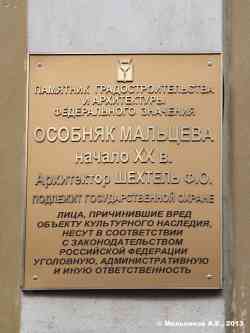 ПАМЯТНИК ГРАДОСТРОИТЕЛЬСТВА
И АРХИТЕКТУРЫ
ФЕДЕРАЛЬНОГО ЗНАЧЕНИЯ
ОСОБНЯК МАЛЬЦЕВА
начало XX в.
Архитектор ШЕХТЕЛЬ Ф.О.
ПОДЛЕЖИТ ГОСУДАРСТВЕННОЙ ОХРАНЕ
ЛИЦА, ПРИЧИНИВШИЕ ВРЕД
ОБЪЕКТУ КУЛЬТУРНОГО НАСЛЕДИЯ,
НЕСУТ В СООТВЕТСТВИИ
С ЗАКОНОДАТЕЛЬСТВОМ
РОССИЙСКОЙ ФЕДЕРАЦИИ
УГОЛОВНУЮ, АДМИНИСТРАТИВНУЮ
И ИНУЮ ОТВЕТСТВЕННОСТЬ
© Мельников А.В., 2013